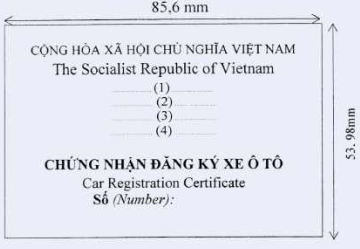 85,6 mm
CỘNG HÒA XÃ HỘI CHỦ NGHĨA VIỆT NAM
The Socialist Republic of Vietnam
(1)
(2)
(3)
(4)
53. 98mm
CHỨNG NHẬN ĐĂNG KÝ XE Ô TÔ
Car Registration Certificate
Số (Number):